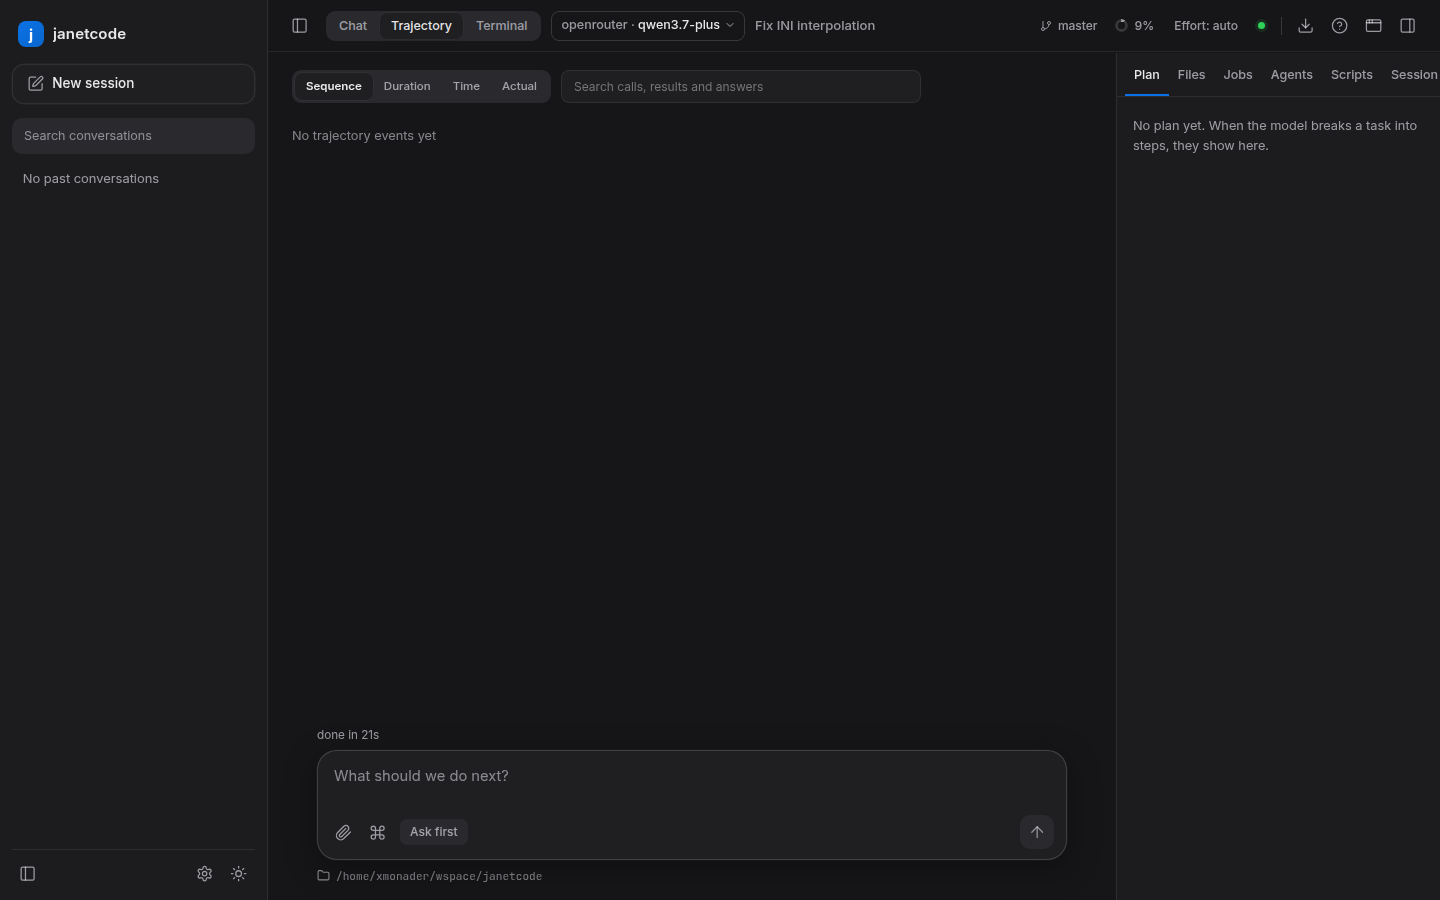 j janetcode
New session
Search conversations
No past conversations
Chat Trajectory Terminal openrouter · qwen3.7-plus Fix INI interpolation master 9% Effort: auto
Sequence Duration Time Actual Search calls, results and answers
No trajectory events yet
Plan Files Jobs Agents Scripts Session
No plan yet. When the model breaks a task into
steps, they show here.
done in 21s
What should we do next?
Ask first
/home/xmonader/wspace/janetcode